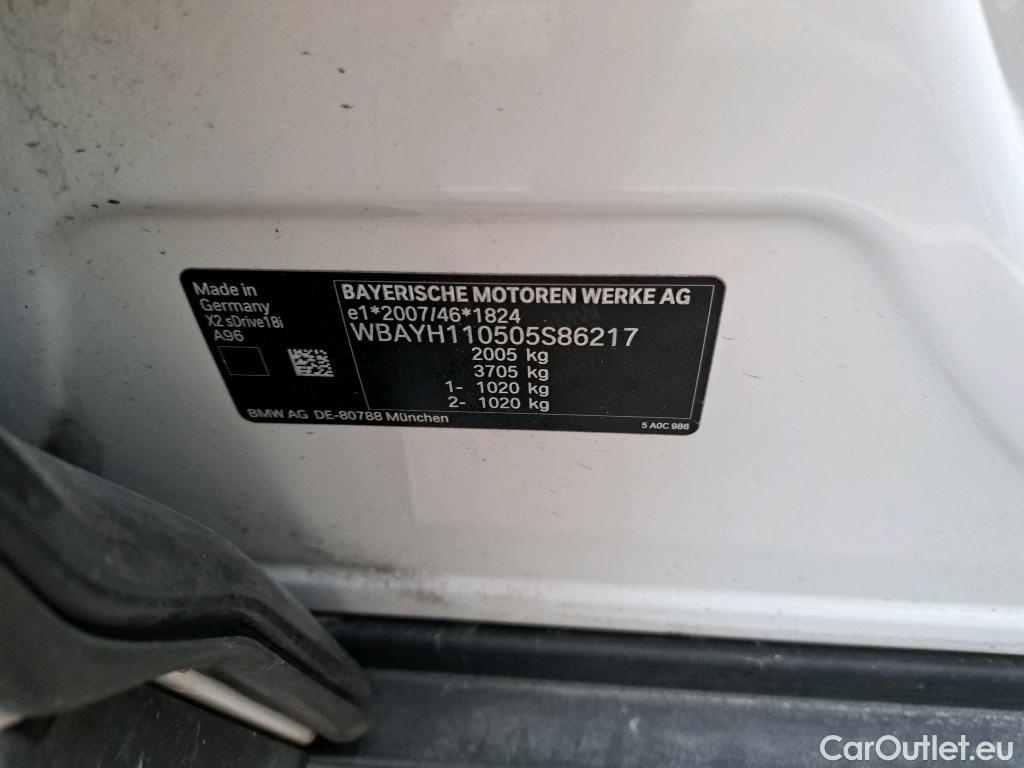 Made in
Germany
X2 sDrive18i
A96
BAYERISCHE MOTOREN WERKE AG
e1*2007/46*1824
WBAYH110505S86217
2005 kg
3705 kg
1- 1020 kg
2- 1020 kg
BMW AG DE-80788 München
5 A0C 986
CarOutlet.eu